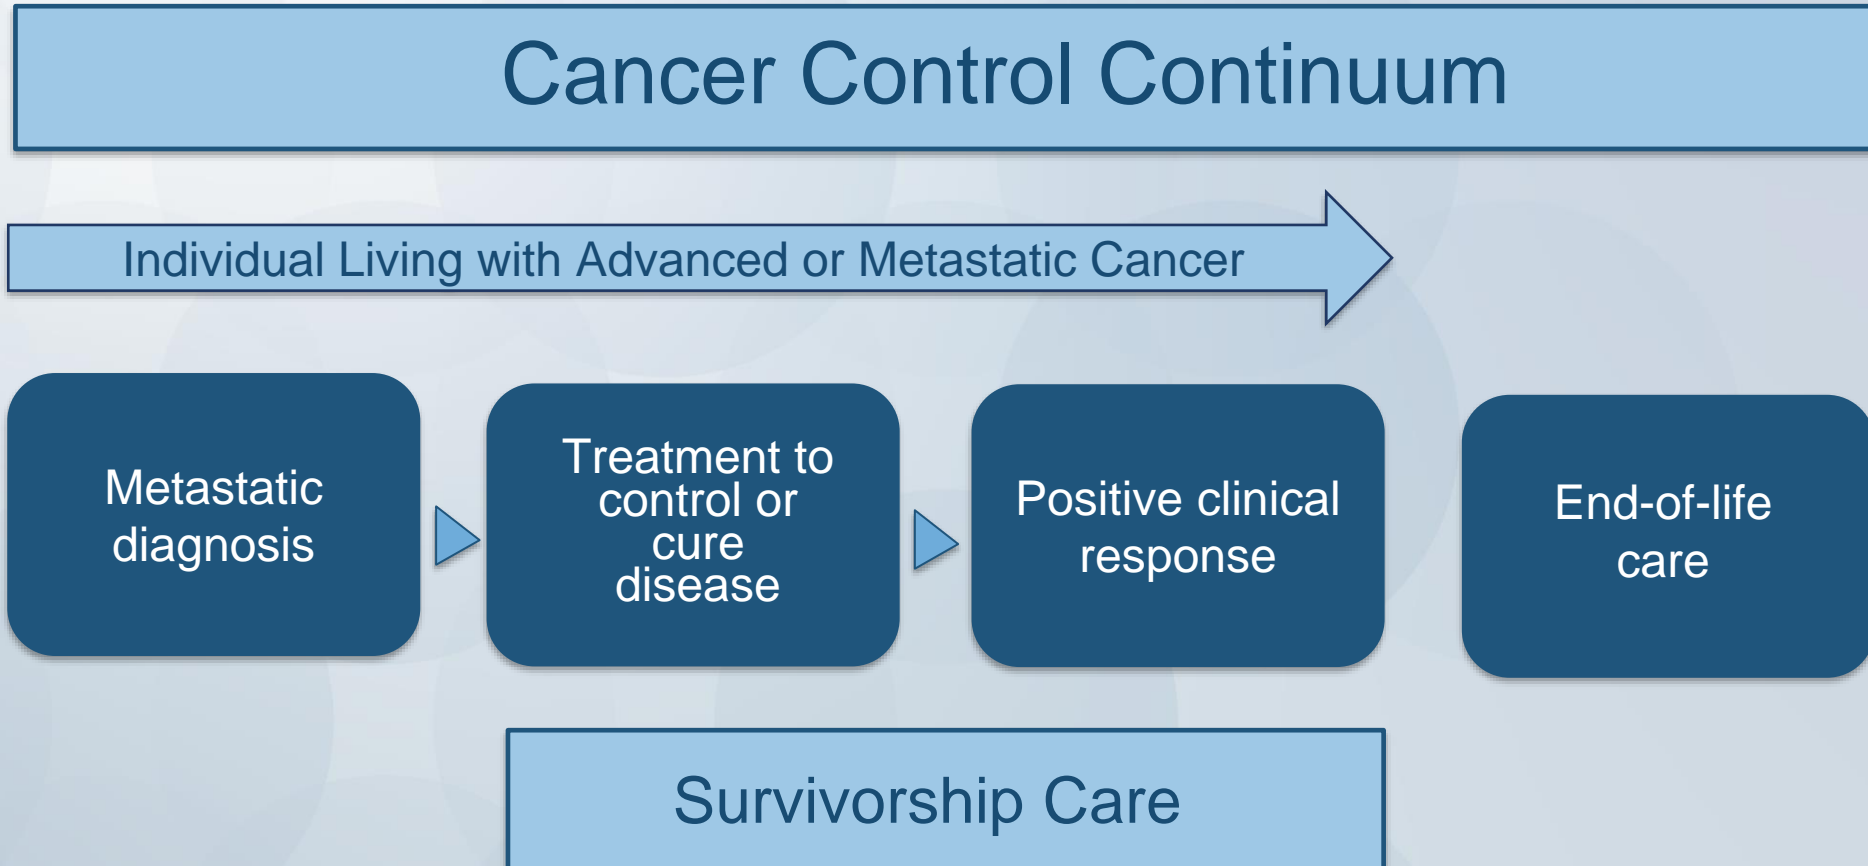 Cancer Control Continuum
Individual Living with Advanced or Metastatic Cancer
Metastatic
diagnosis
Treatment to
control or
cure
disease
Positive clinical
response
End-of-life
care
Survivorship Care